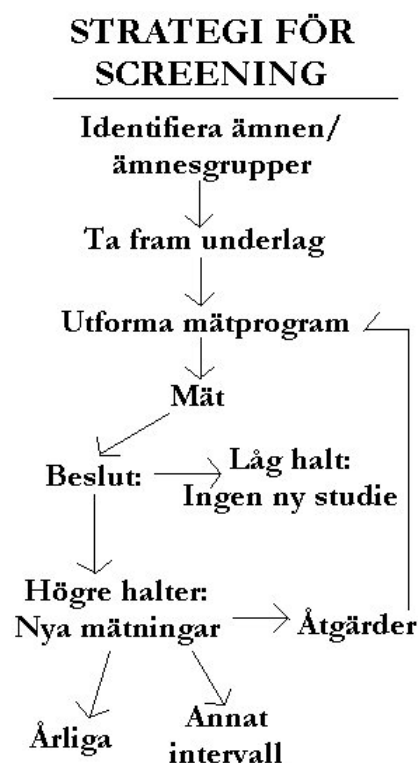 STRATEGI FÖR
SCREENING
Identifiera ämnen/
ämnesgrupper
Ta fram underlag
Utforma mätprogram
Mät
Beslut:
Låg halt:
Ingen ny studie
Högre halter:
Nya mätningar
Åtgärder
Årliga
Annat
intervall